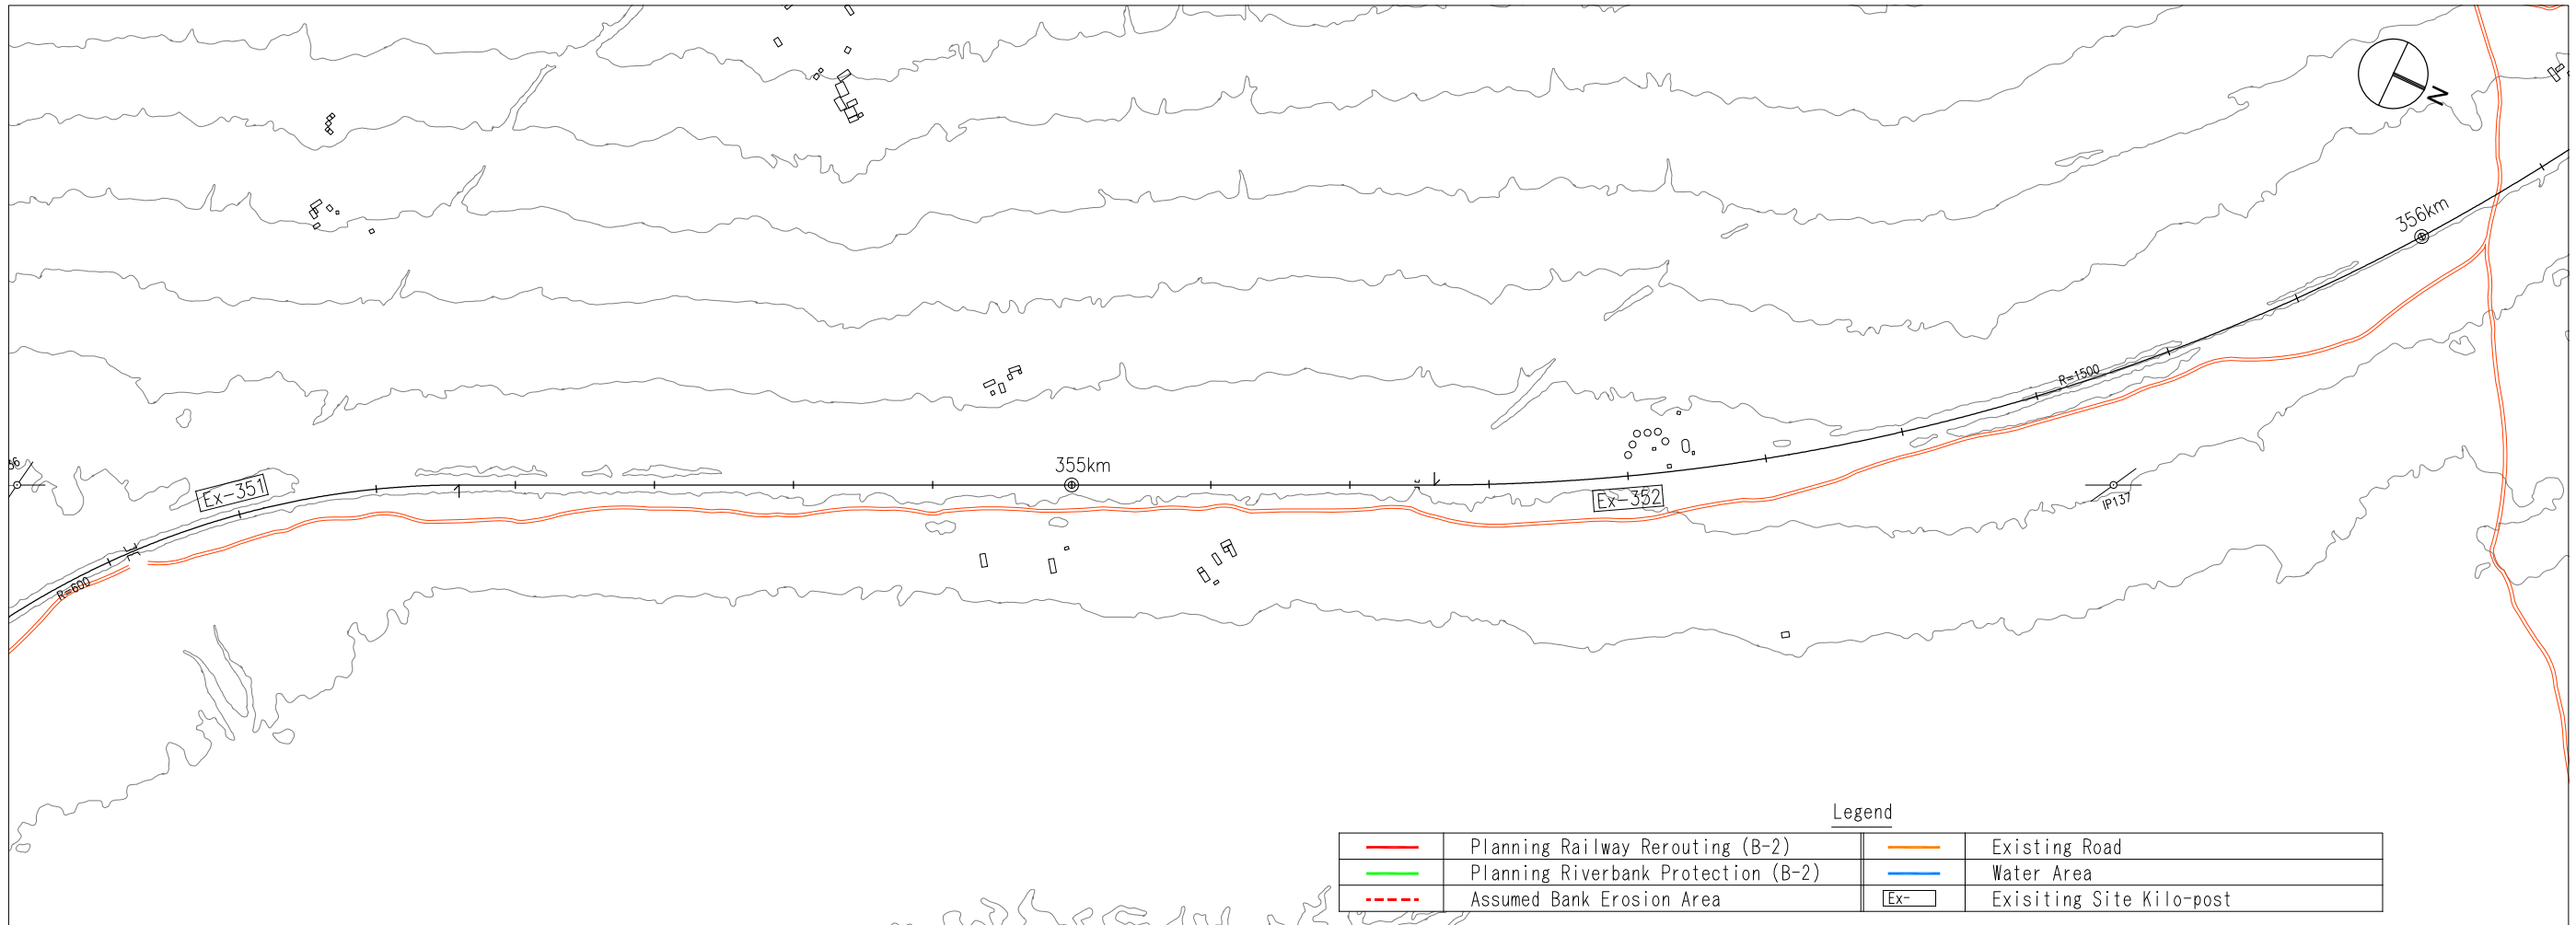 N
356km
R=1500
355km
56
Ex-351
Ex-352
IP137
R=600
Legend
Planning Railway Rerouting (B-2)
Existing Road
Planning Riverbank Protection (B-2)
Water Area
Assumed Bank Erosion Area
Ex-
Exisiting Site Kilo-post